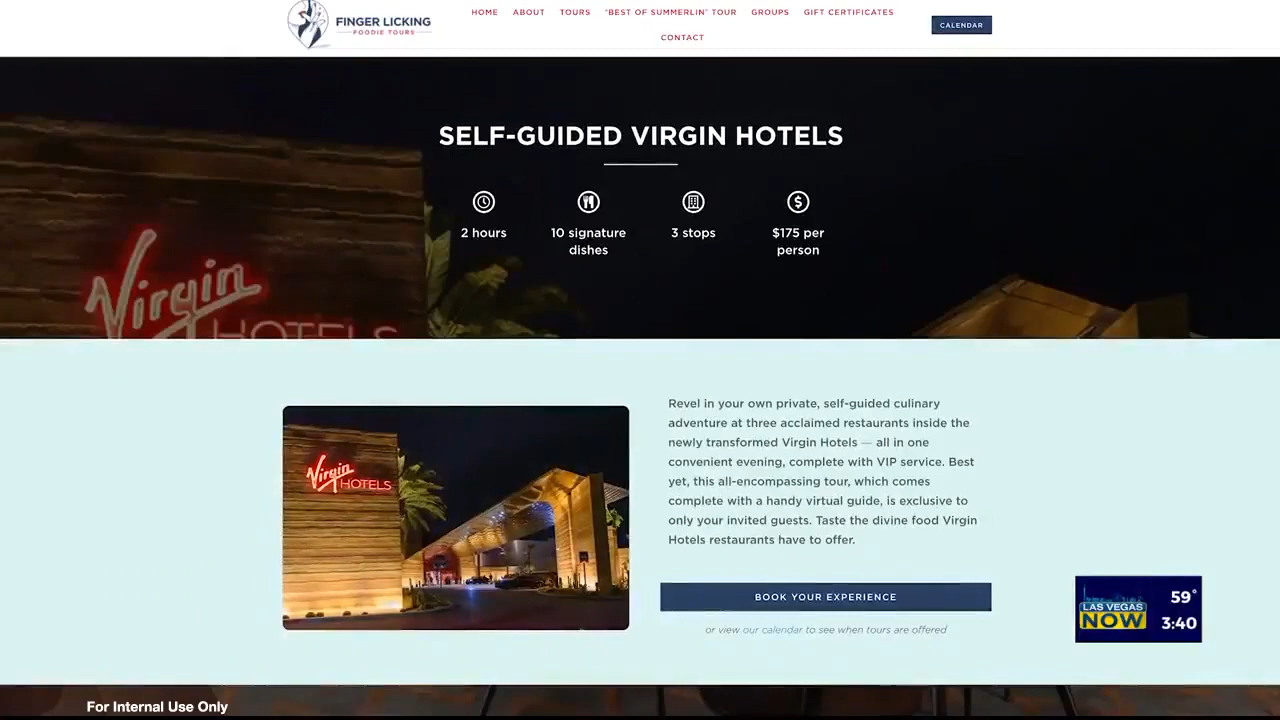 FINGER LICKING
FOODIE TOURS
HOME ABOUT TOURS "BEST OF SUMMERLIN" TOUR GROUPS GIFT CERTIFICATES
CONTACT
CALENDAR
SELF-GUIDED VIRGIN HOTELS
2 hours
10 signature
dishes
3 stops
$175 per
person
Virgin
HOTELS
Revel in your own private, self-guided culinary
adventure at three acclaimed restaurants inside the
newly transformed Virgin Hotels — all in one
convenient evening, complete with VIP service. Best
yet, this all-encompassing tour, which comes
complete with a handy virtual guide, is exclusive to
only your invited guests. Taste the divine food Virgin
Hotels restaurants have to offer.
Virgin
HOTELS
BOOK YOUR EXPERIENCE
or view our calendar to see when tours are offered
LAS VEGAS
NOW
59°
3:40
For Internal Use Only